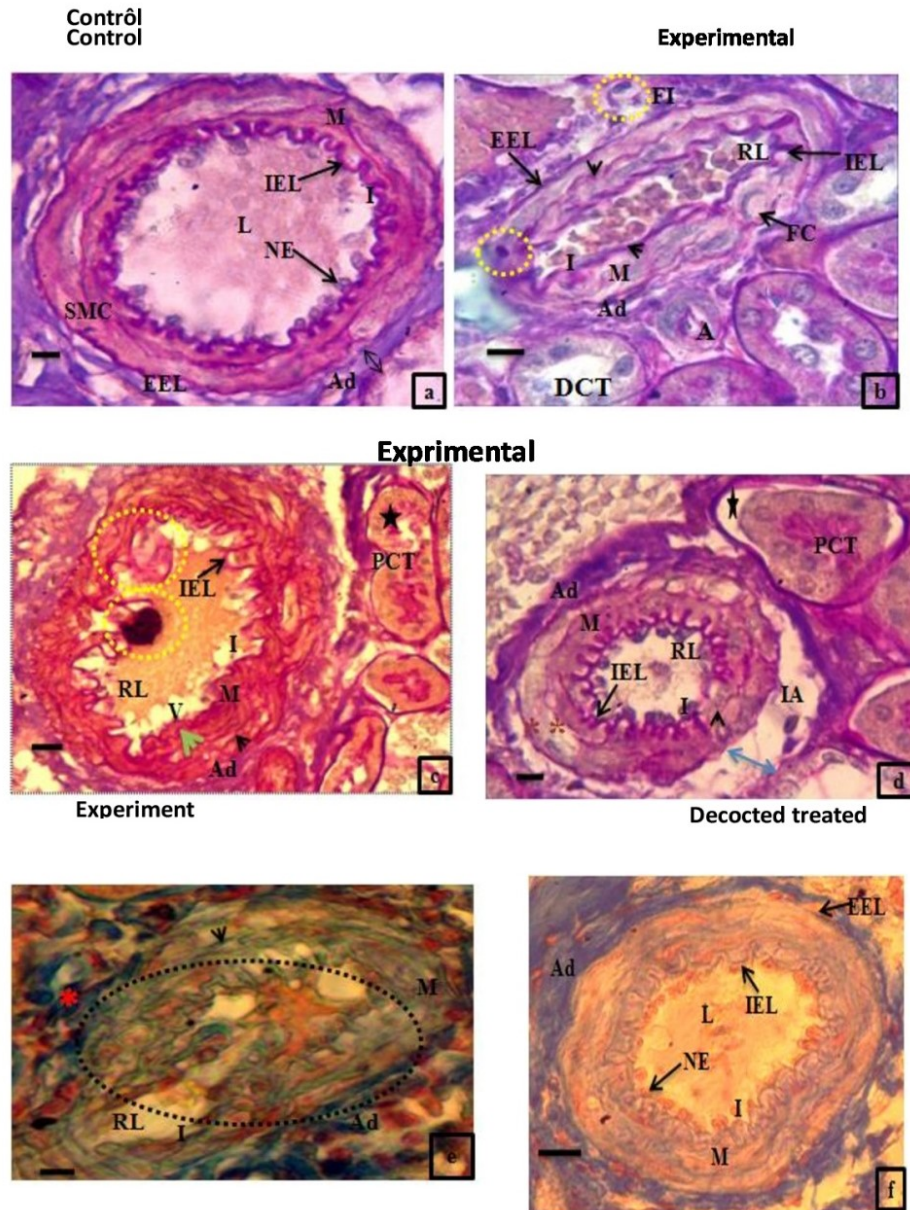 Contrôl
Control
Experimental
M
IEL
I
L
NE
SMC
EEL
Ad
a
FI
EEL
RL
IEL
FC
I
M
Ad
A
DCT
b
Exprimental
IEL
PCT
I
RL
M
V
Ad
c
PCT
Ad
M
RL
IEL
I
IA
d
Experiment
Decocted treated
M
RL
I
Ad
e
EEL
Ad
IEL
L
NE
I
M
f